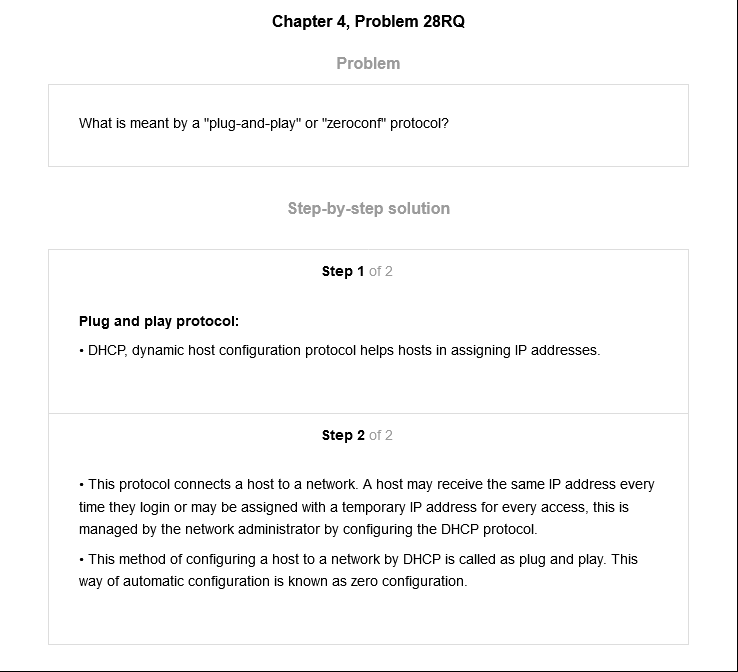 Chapter 4, Problem 28RQ
Problem
What is meant by a "plug-and-play" or "zeroconf" protocol?
Step-by-step solution
Step 1 of 2
Plug and play protocol:
• DHCP, dynamic host configuration protocol helps hosts in assigning IP addresses.
Step 2 of 2
• This protocol connects a host to a network. A host may receive the same IP address every
time they login or may be assigned with a temporary IP address for every access, this is
managed by the network administrator by configuring the DHCP protocol.
• This method of configuring a host to a network by DHCP is called as plug and play. This
way of automatic configuration is known as zero configuration.